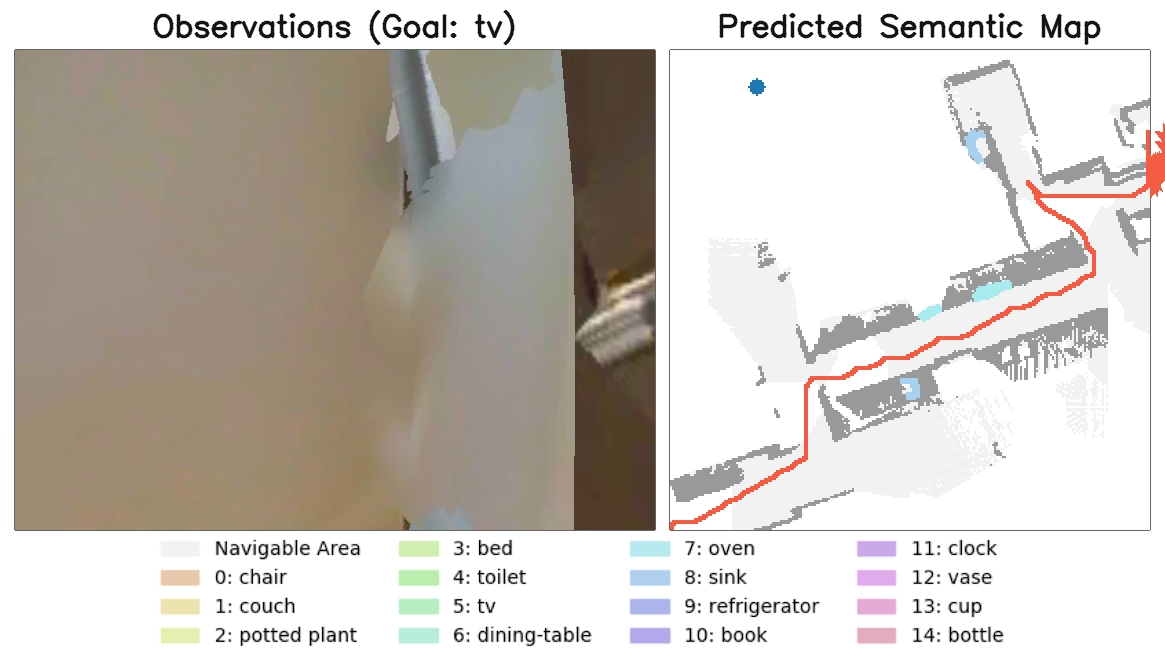 Observations (Goal: tv)
Predicted Semantic Map
Navigable Area
0: chair
1: couch
2: potted plant
3: bed
4: toilet
5: tv
6: dining-table
7: oven
8: sink
9: refrigerator
10: book
11: clock
12: vase
13: cup
14: bottle